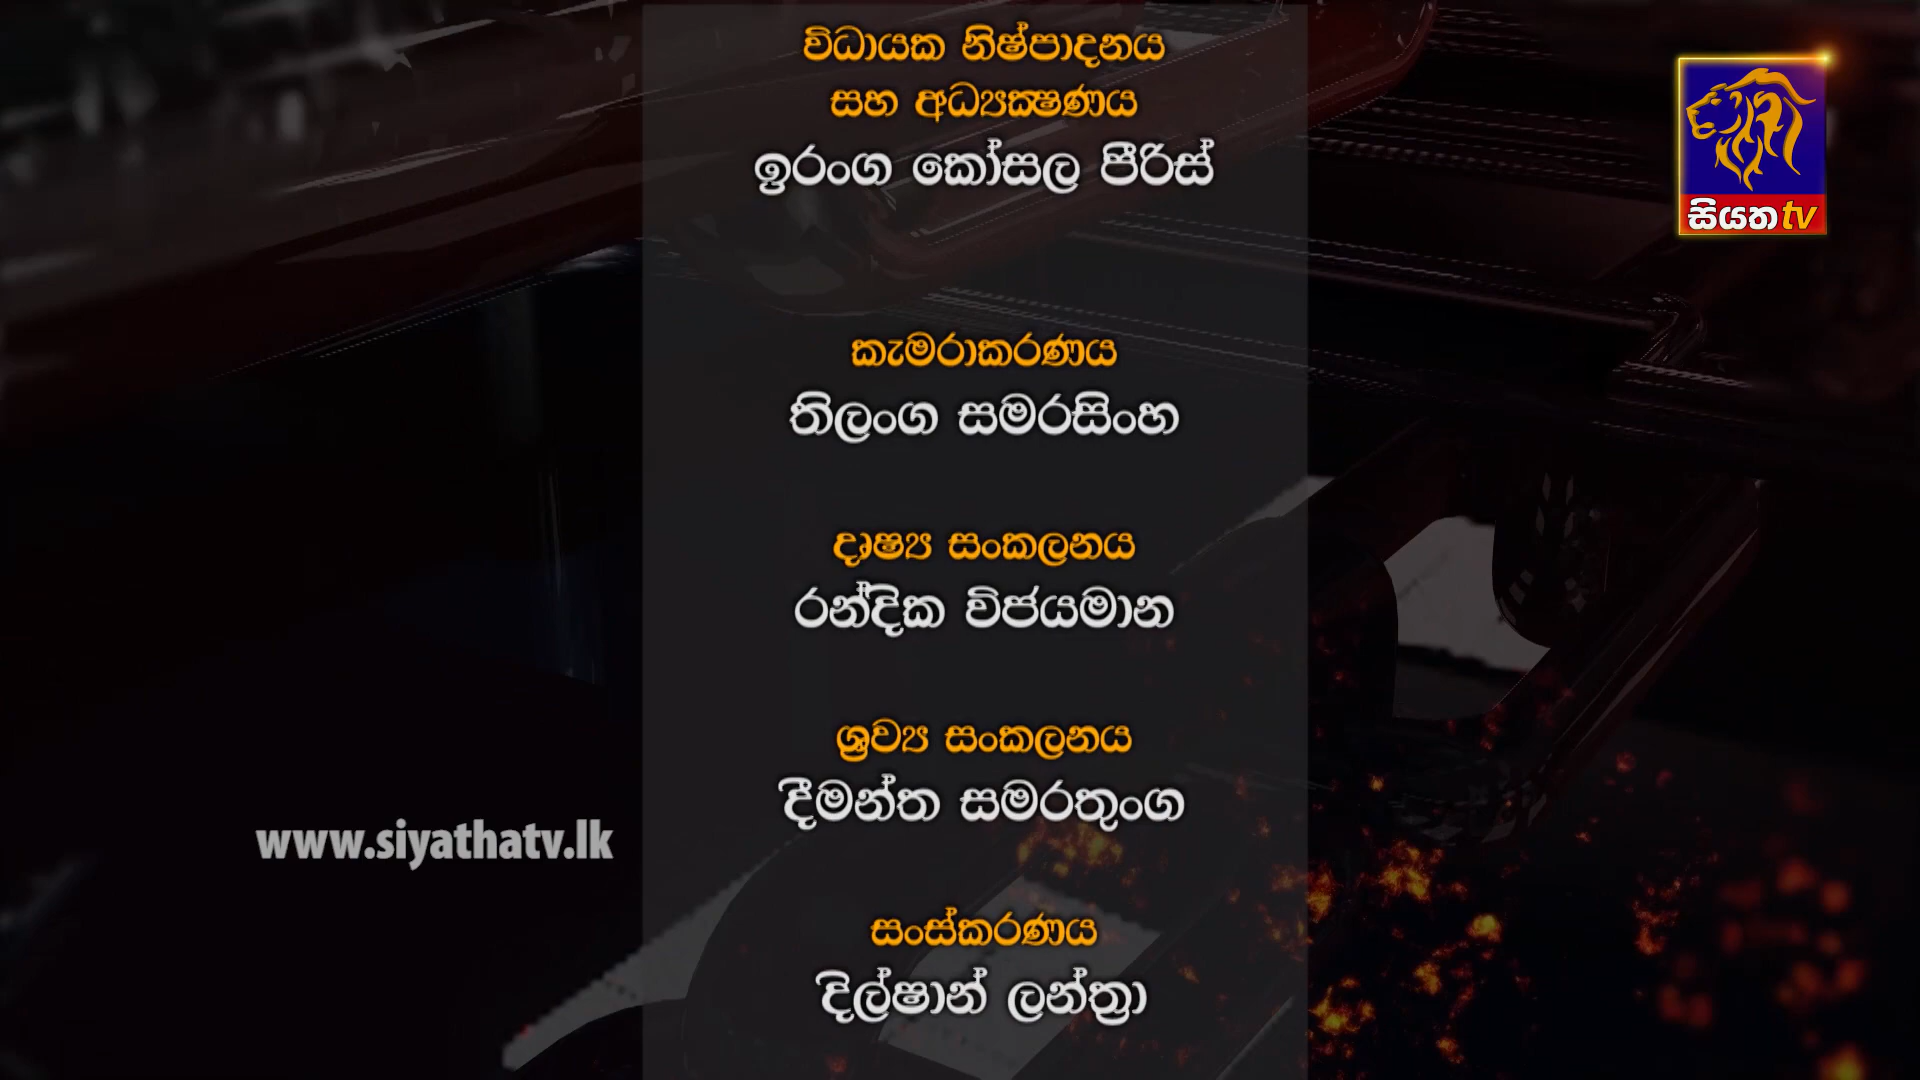 විධායක නිෂ්පාදනය
සහ අධ්‍යක්ෂණය
ඉරංග කෝසල පීරිස්
සියත tv
කැමරාකරණය
තිලංග සමරසිංහ
දෘෂ්‍ය සංකලනය
රන්දික විජයමාන
ශ්‍රව්‍ය සංකලනය
දීමන්ත සමරතුංග
www.siyathatv.lk
සංස්කරණය
දිල්ෂාන් ලන්ත්‍රා